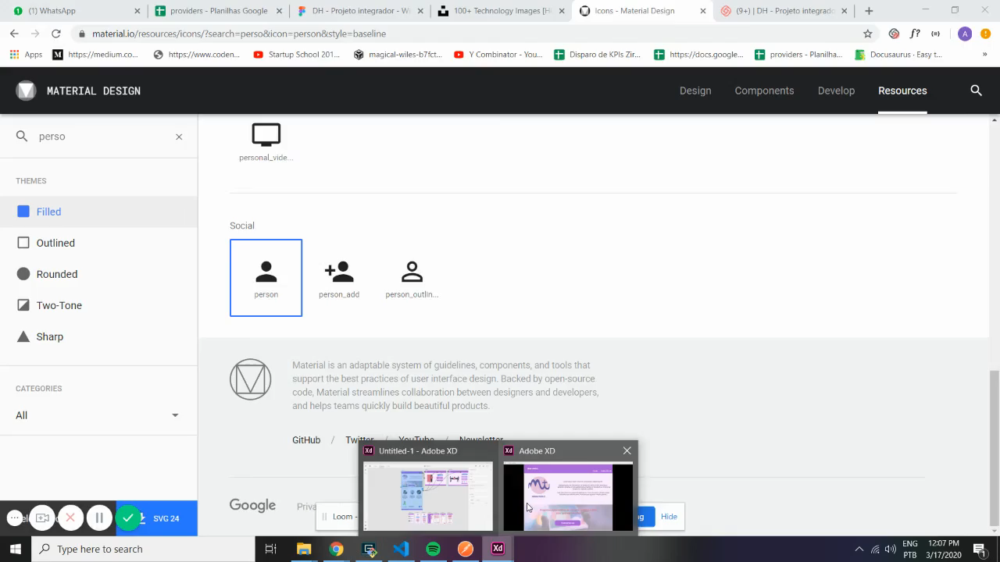 (1) WhatsApp
providers - Planilhas Google
DH - Projeto integrador - W
100+ Technology Images [H
Icons - Material Design
(9+) | DH - Projeto integrado
material.io/resources/icons/?search=perso&icon=person&style=baseline
Apps
https://medium.co...
https://www.oden...
Startup School 201...
magical-wiles-b7fct...
Y Combinator - You...
Disparo de KPIs Zir...
https://docs.google...
providers - Planilha...
Docusaurus · Easy t...
MATERIAL DESIGN
Design
Components
Develop
Resources
perso
THEMES
Filled
Outlined
Rounded
Two-Tone
Sharp
CATEGORIES
All
personal_vide...
Social
person
person_add
person_outlin...
Material is an adaptable system of guidelines, components, and tools that
support the best practices of user interface design. Backed by open-source
code, Material streamlines collaboration between designers and developers,
and helps teams quickly build beautiful products.
GitHub / Twitter / YouTube / Newsletter
Untitled-1 - Adobe XD
Adobe XD
Google
Loom -
Hide
SVG 24
Type here to search
ENG
PTB
12:07 PM
3/17/2020